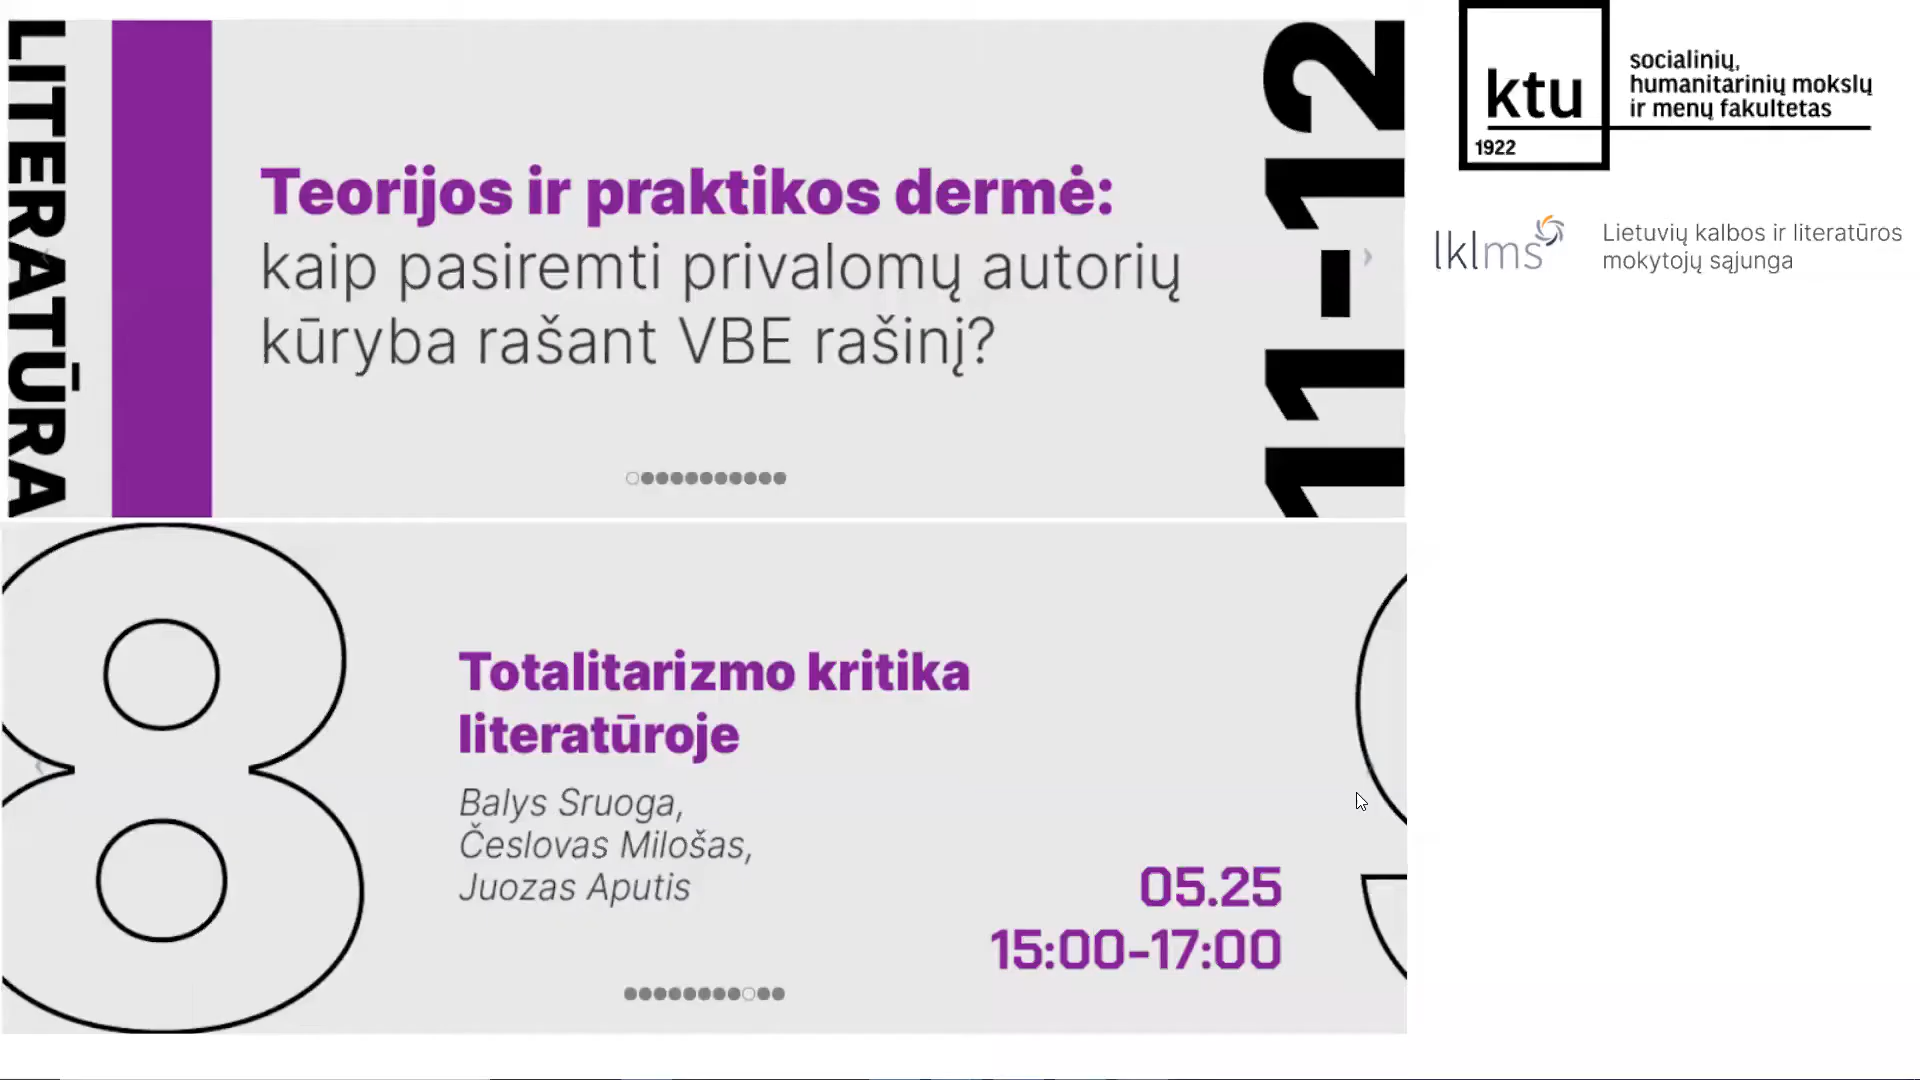 LITERATŪRA
Teorijos ir praktikos dermė:
kaip pasiremti privalomų autorių
kūryba rašant VBE rašinį?
11-12
ktu
1922
socialinių,
humanitarinių mokslų
ir menų fakultetas
lklms
Lietuvių kalbos ir literatūros
mokytojų sąjunga
8
Totalitarizmo kritika
literatūroje
Balys Sruoga,
Česlovas Milošas,
Juozas Aputis
05.25
15:00-17:00